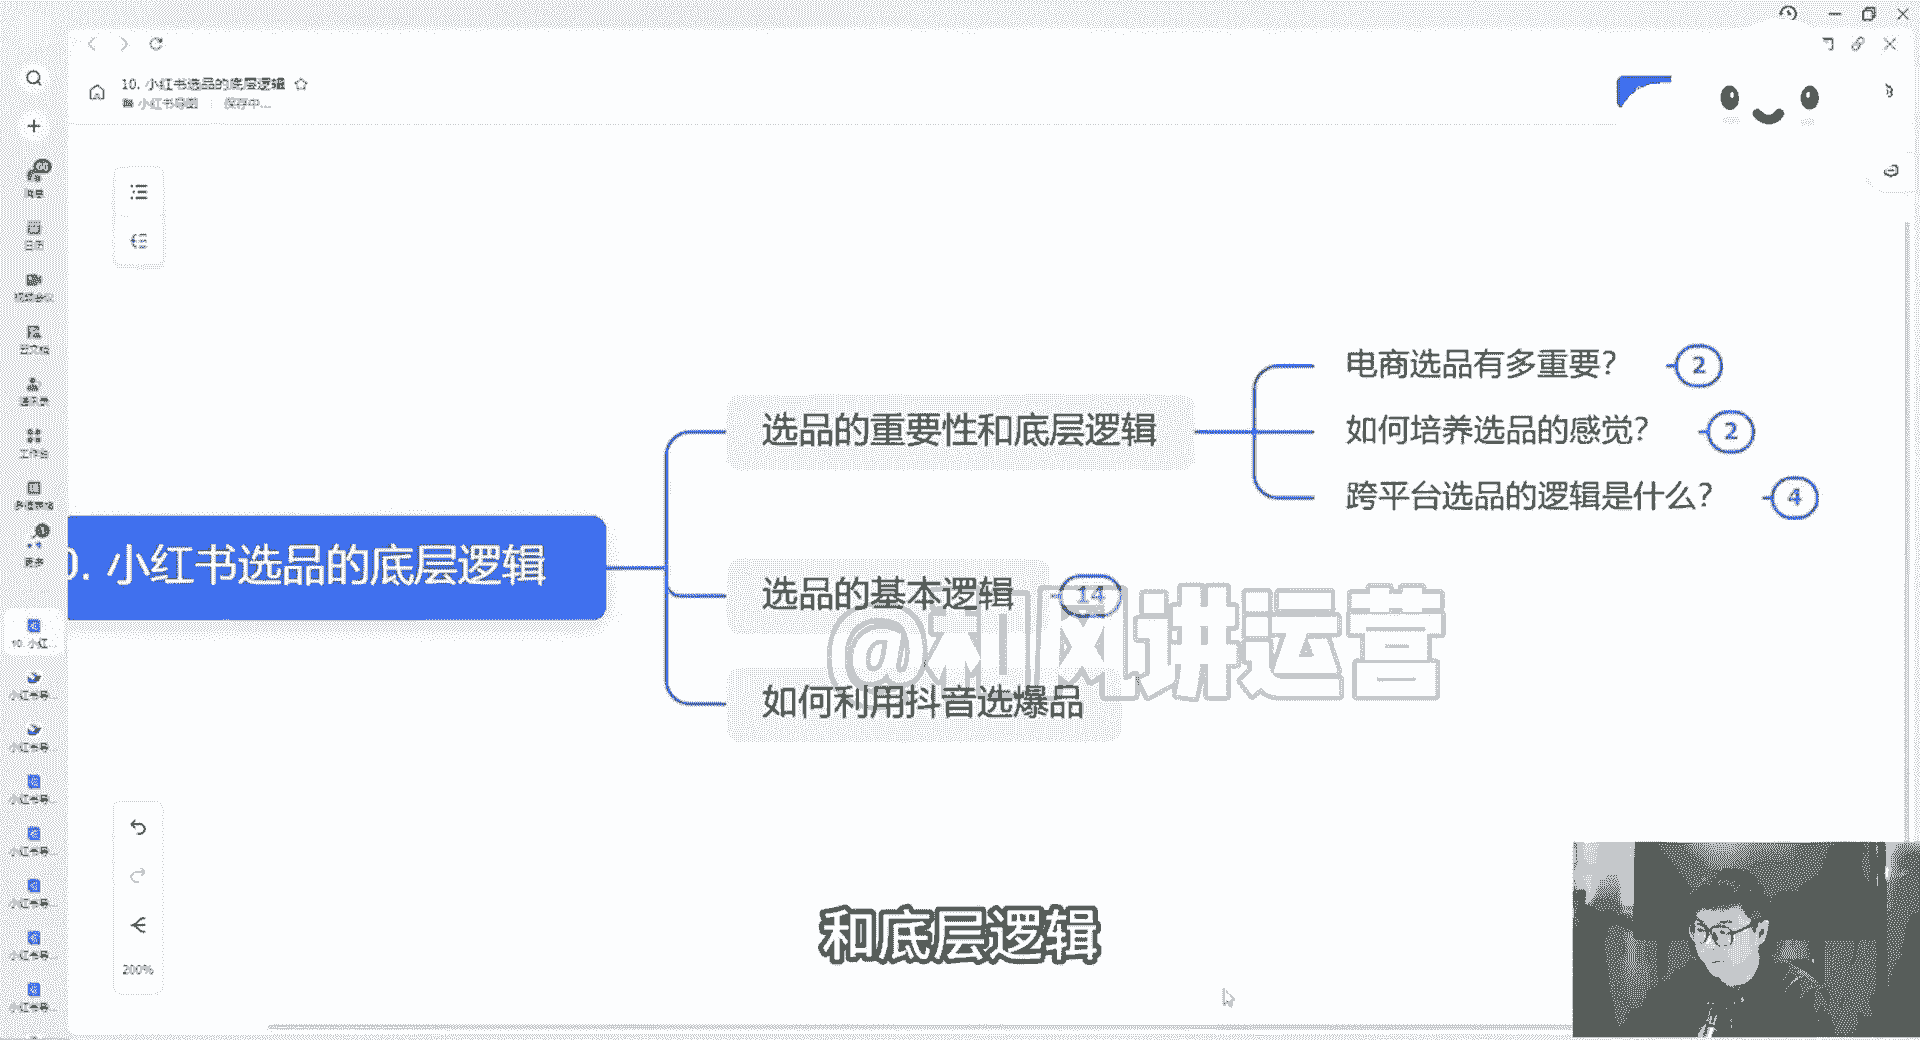 10. 小红书选品的底层逻辑
小红书导图
保存中...
消息
日历
视频会议
云文档
通讯录
工作台
多维表格
更多
10. 小红...
小红书导...
小红书导...
小红书导...
小红书导...
小红书导...
小红书导...
小红书导...
0. 小红书选品的底层逻辑
选品的重要性和底层逻辑
电商选品有多重要？
2
如何培养选品的感觉？
2
跨平台选品的逻辑是什么？
4
选品的基本逻辑
14
如何利用抖音选爆品
@和风讲运营
200%
和底层逻辑